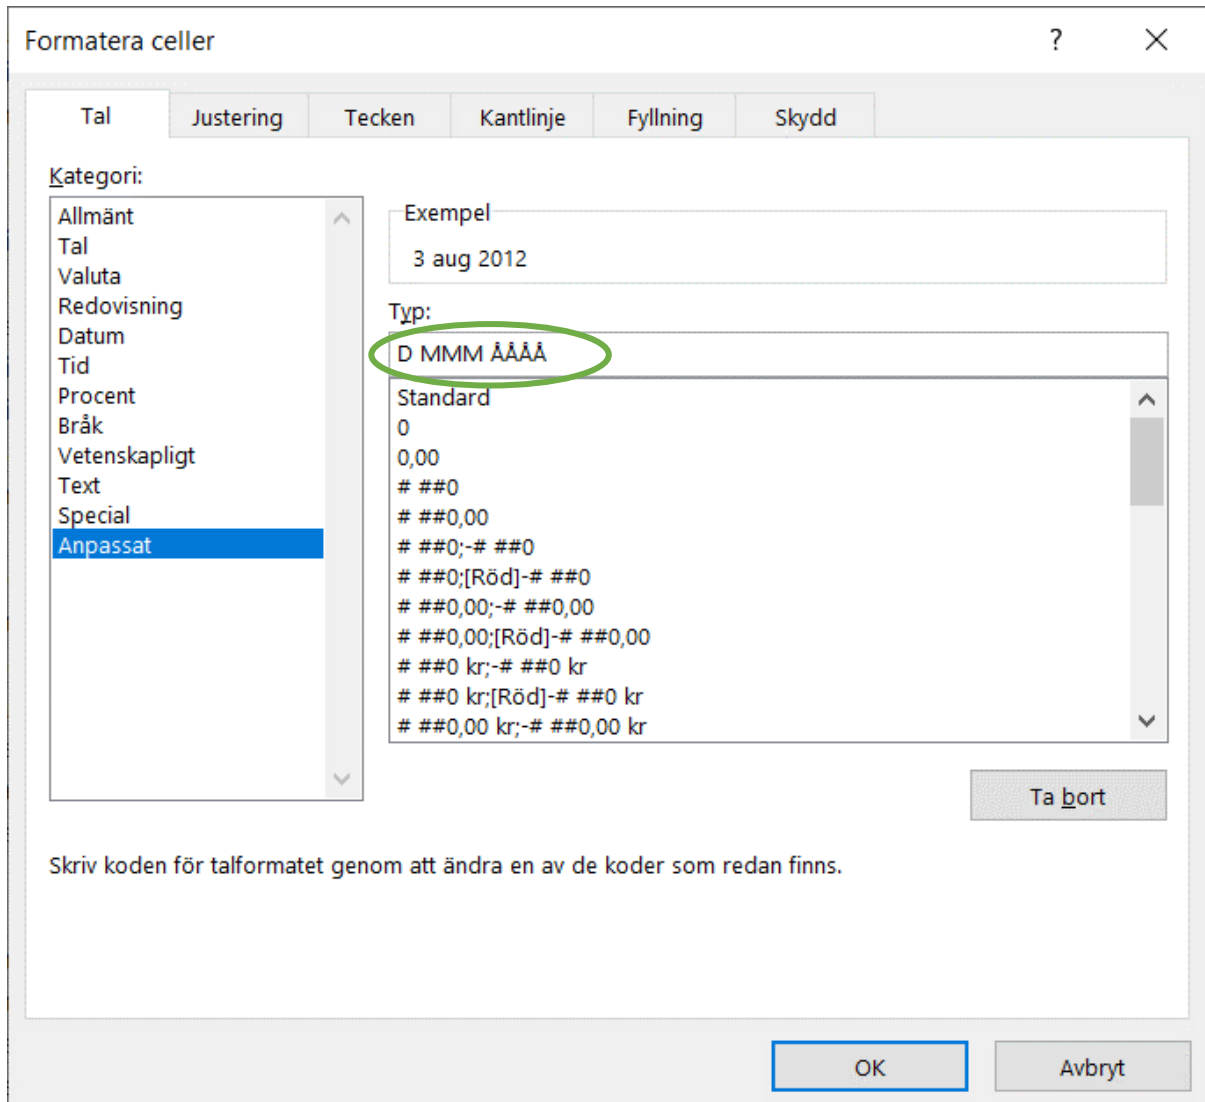 Formatera celler ?
Tal Justering Tecken Kantlinje Fyllning Skydd
Kategori:
Allmänt
Tal
Valuta
Redovisning
Datum
Tid
Procent
Bråk
Vetenskapligt
Text
Special
Anpassat
Exempel
3 aug 2012
Typ:
D MMM ÅÅÅÅ
Standard
0
0,00
# ##0
# ##0,00
# ##0;-# ##0
# ##0;[Röd]-# ##0
# ##0,00;-# ##0,00
# ##0,00;[Röd]-# ##0,00
# ##0 kr;-# ##0 kr
# ##0 kr;[Röd]-# ##0 kr
# ##0,00 kr;-# ##0,00 kr
Ta bort
Skriv koden för talformatet genom att ändra en av de koder som redan finns.
OK Avbryt